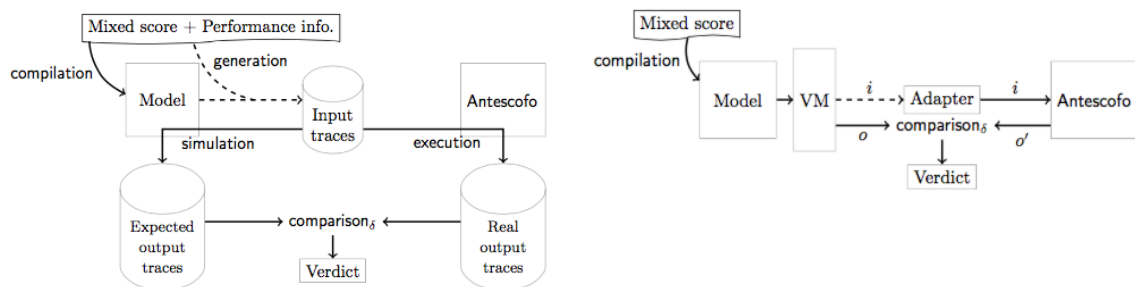 Mixed score + Performance info.
compilation
generation
Model
Input
traces
Antescofo
simulation
execution
Expected
output
traces
comparisonδ
Verdict
Real
output
traces
Mixed score
compilation
Model
VM
i
Adapter
i
Antescofo
o
comparisonδ
o′
Verdict